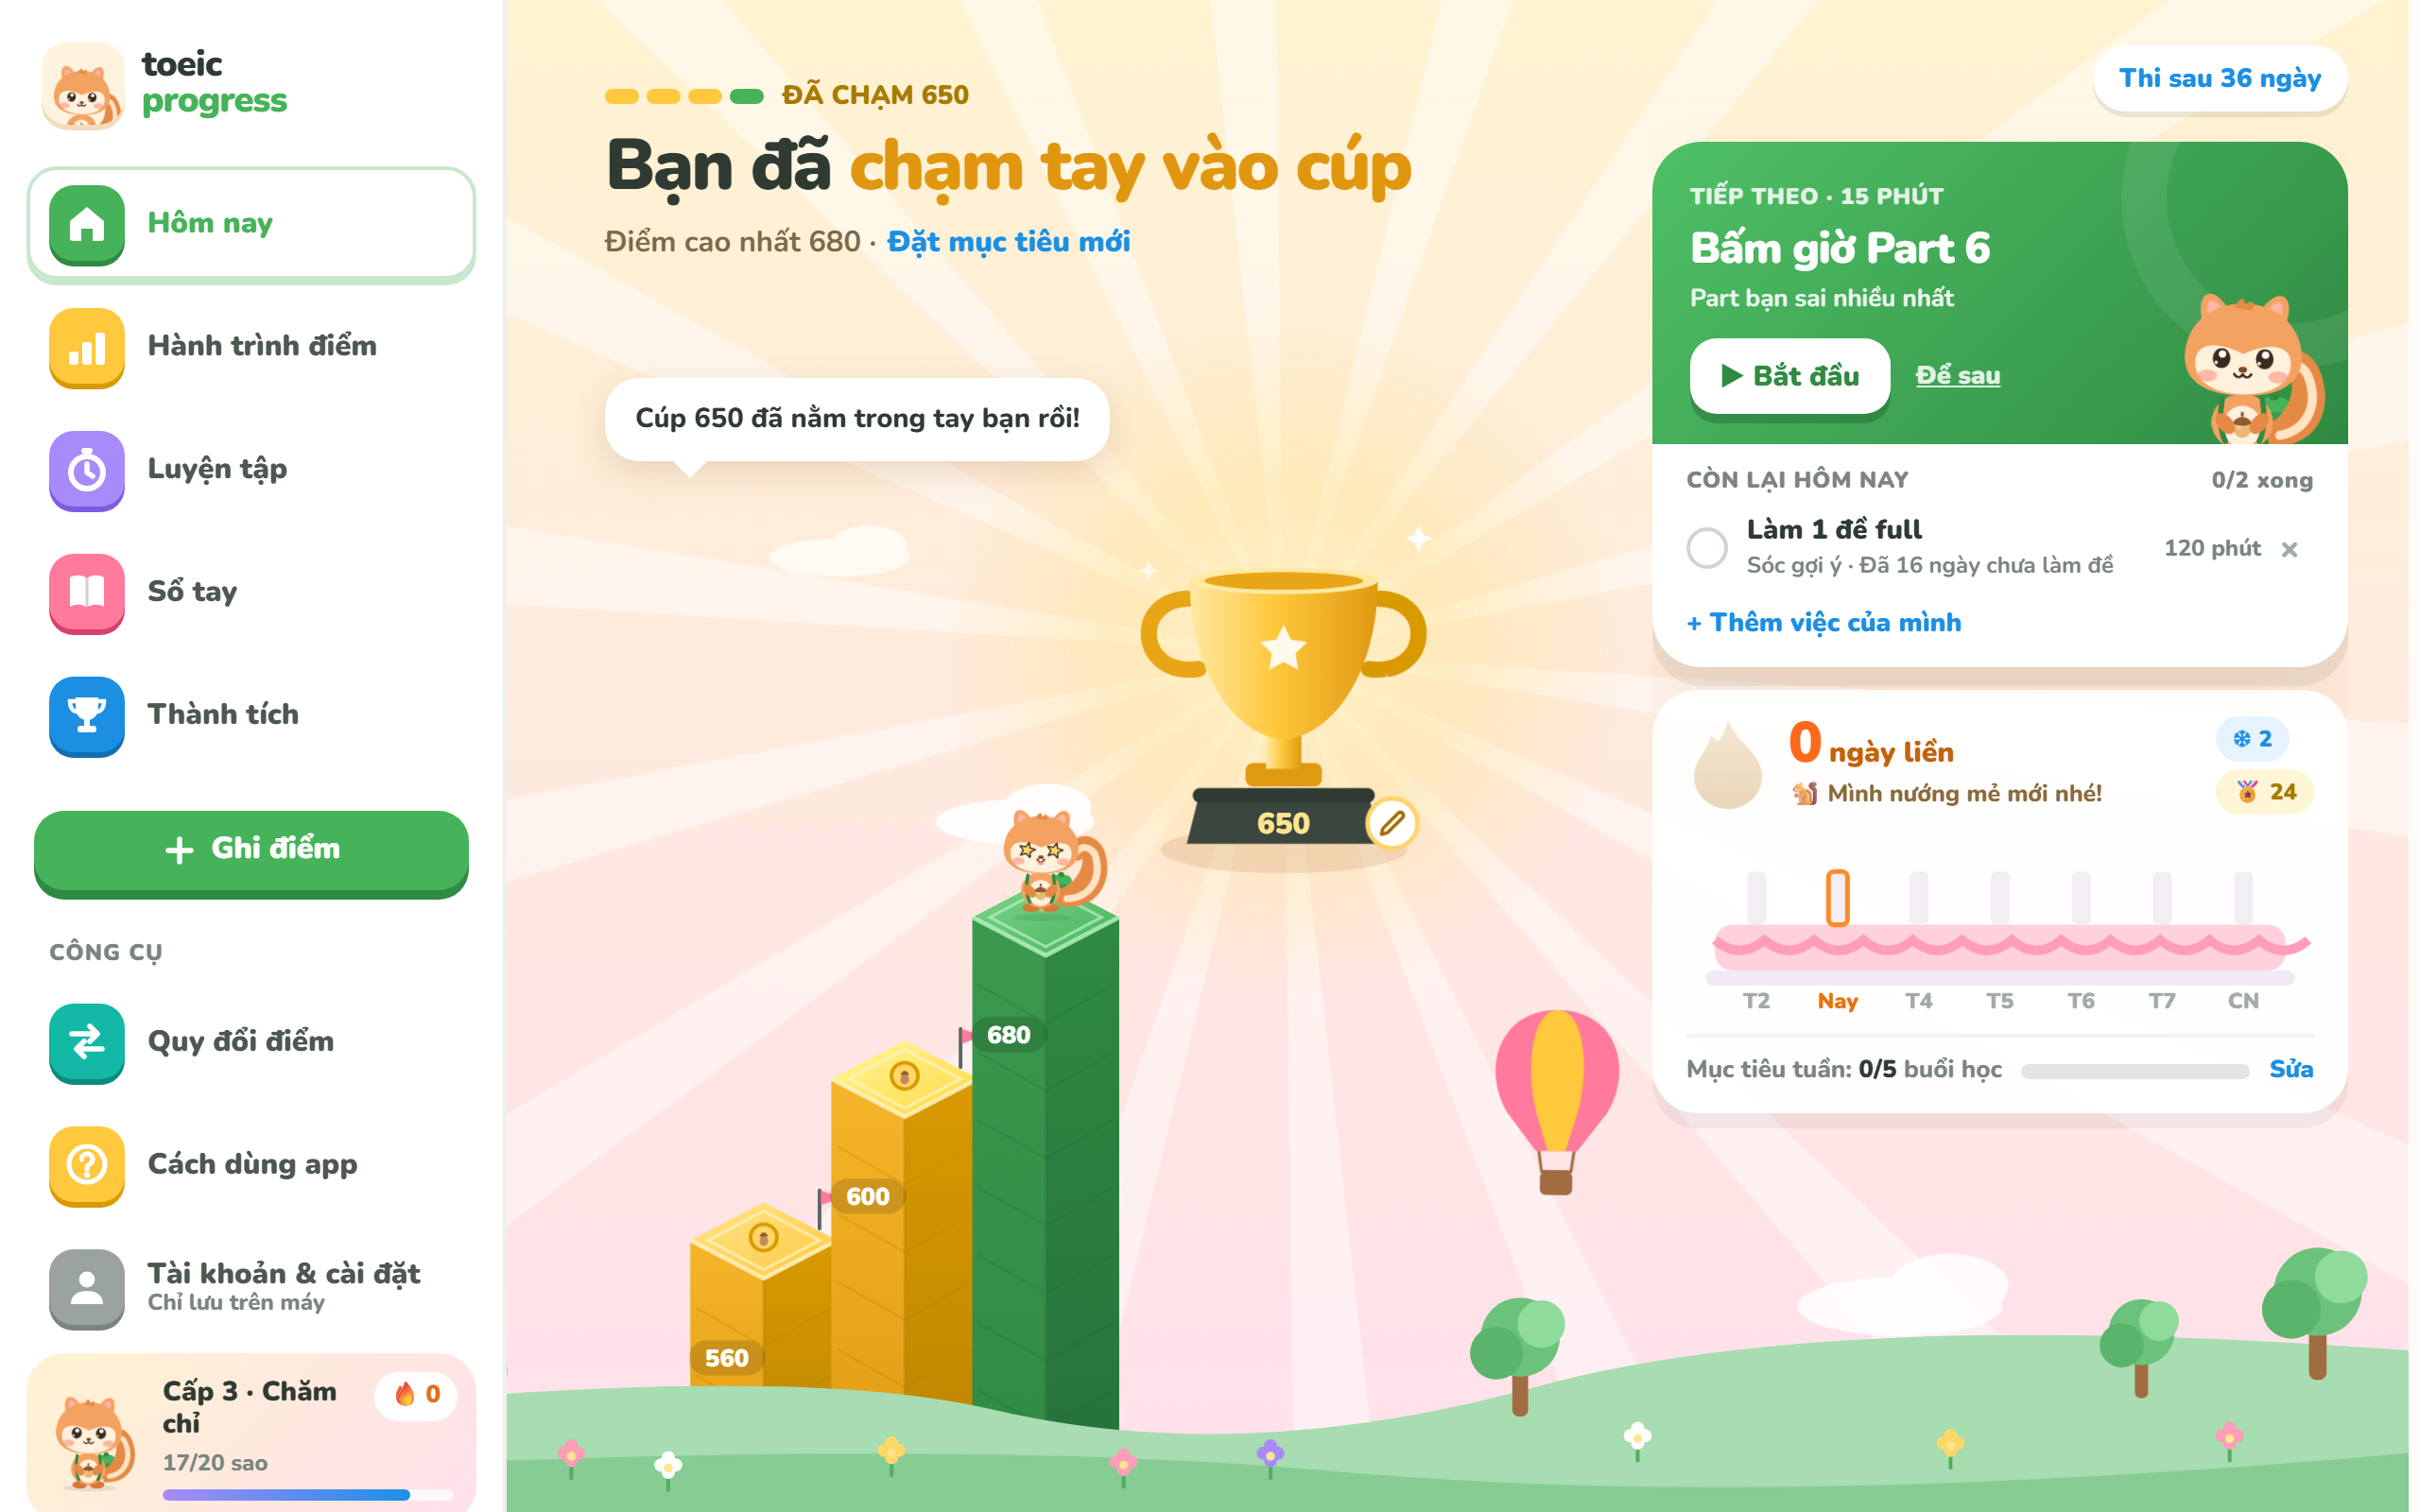 toeic
progress
Hôm nay
Hành trình điểm
Luyện tập
Sổ tay
Thành tích
+ Ghi điểm
CÔNG CỤ
Quy đổi điểm
Cách dùng app
Tài khoản & cài đặt
Chỉ lưu trên máy
Cấp 3 · Chăm
chỉ
0
17/20 sao
ĐÃ CHẠM 650
Bạn đã chạm tay vào cúp
Điểm cao nhất 680 · Đặt mục tiêu mới
Cúp 650 đã nằm trong tay bạn rồi!
650
680
600
560
Thi sau 36 ngày
TIẾP THEO · 15 PHÚT
Bấm giờ Part 6
Part bạn sai nhiều nhất
Bắt đầu
Để sau
CÒN LẠI HÔM NAY 0/2 xong
Làm 1 đề full
Sóc gợi ý · Đã 16 ngày chưa làm đề
120 phút ×
+ Thêm việc của mình
0 ngày liền
2
Mình nướng mẻ mới nhé!
24
T2 Nay T4 T5 T6 T7 CN
Mục tiêu tuần: 0/5 buổi học Sửa